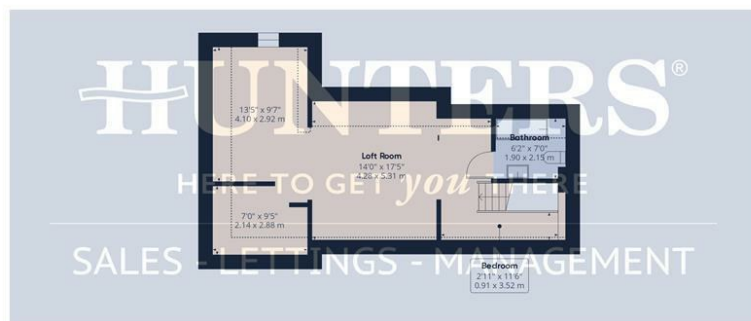 HUNTERS®
HERE TO GET you THERE
SALES - LETTINGS - MANAGEMENT
13'5" x 9'7"
4.10 x 2.92 m
Loft Room
14'0" x 17'5"
4.28 x 5.31 m
Bathroom
6'2" x 7'0"
1.90 x 2.15 m
7'0" x 9'5"
2.14 x 2.88 m
Bedroom
2'11" x 11'6"
0.91 x 3.52 m